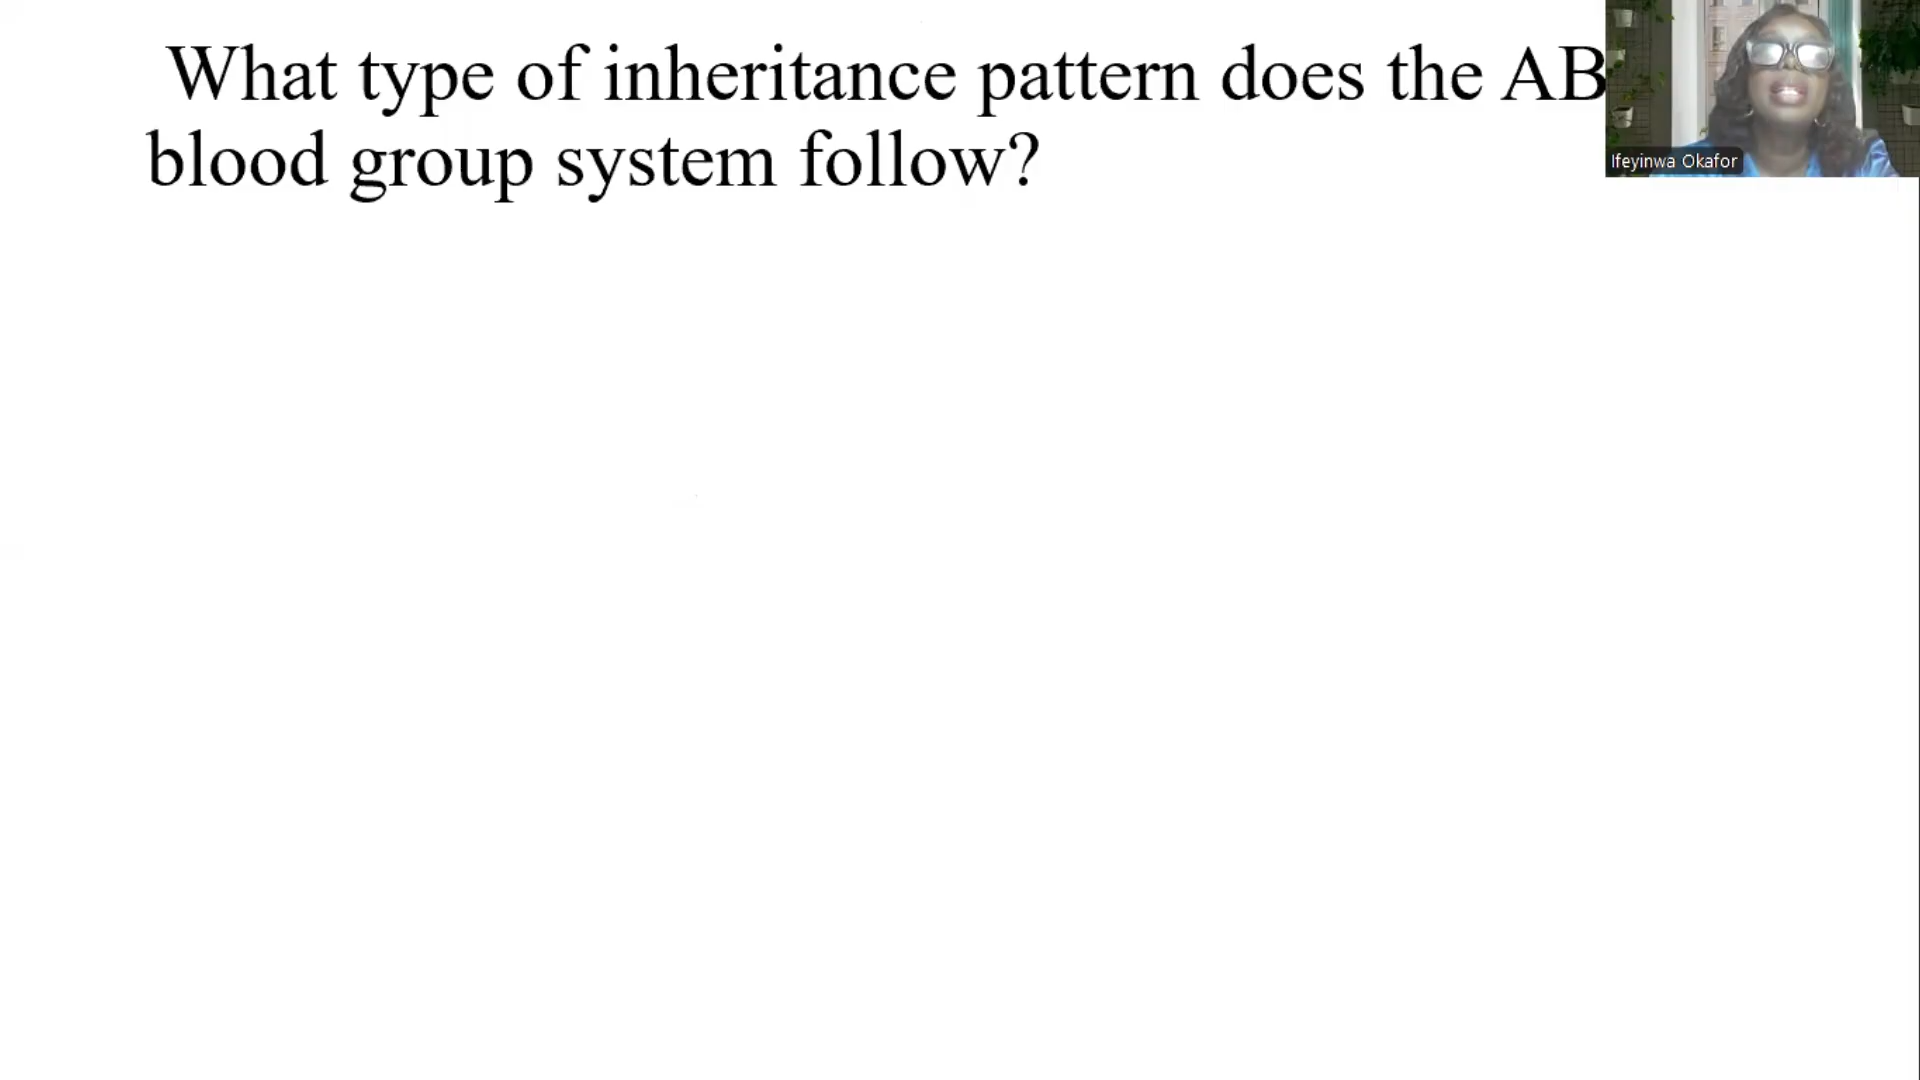 What type of inheritance pattern does the AB
blood group system follow?
Ifeyinwa Okafor